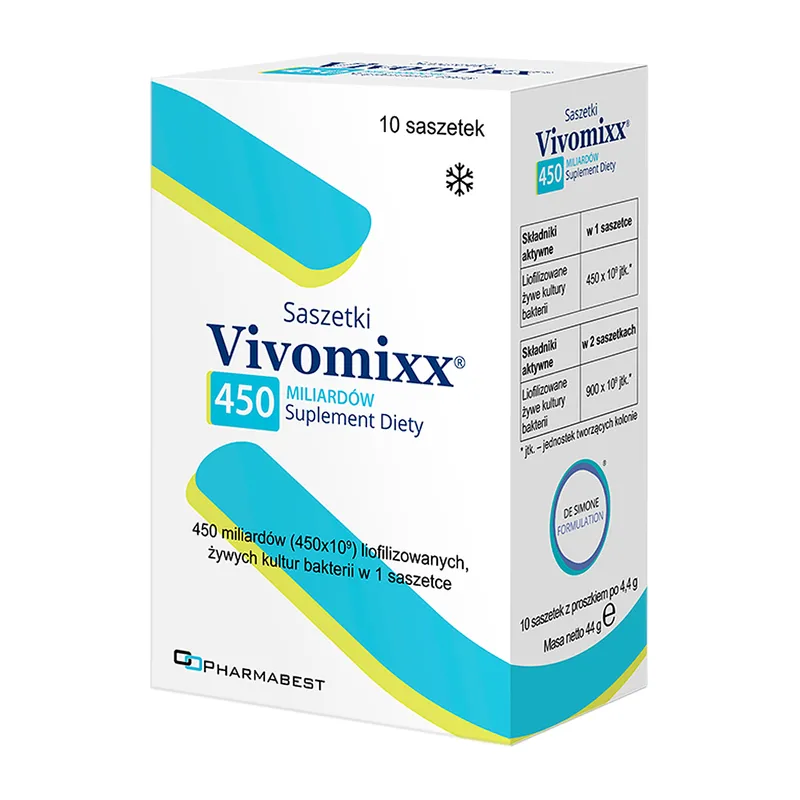 Vivomixx®
10 saszetek
Saszetki
Vivomixx®
450 MILIARDÓW
Suplement Diety
450 miliardów (450x10⁹) liofilizowanych,
żywych kultur bakterii w 1 saszetce
PHARMABEST
Saszetki
Vivomixx®
450 MILIARDÓW
Suplement Diety
Składniki aktywne w 1 saszetce
Liofilizowane żywe kultury bakterii 450 x 10⁹ jtk.*
Składniki aktywne w 2 saszetkach
Liofilizowane żywe kultury bakterii 900 x 10⁹ jtk.*
* jtk. – jednostek tworzących kolonie
DE SIMONE
FORMULATION
®
10 saszetek z proszkiem po 4,4 g
Masa netto 44 g ℮